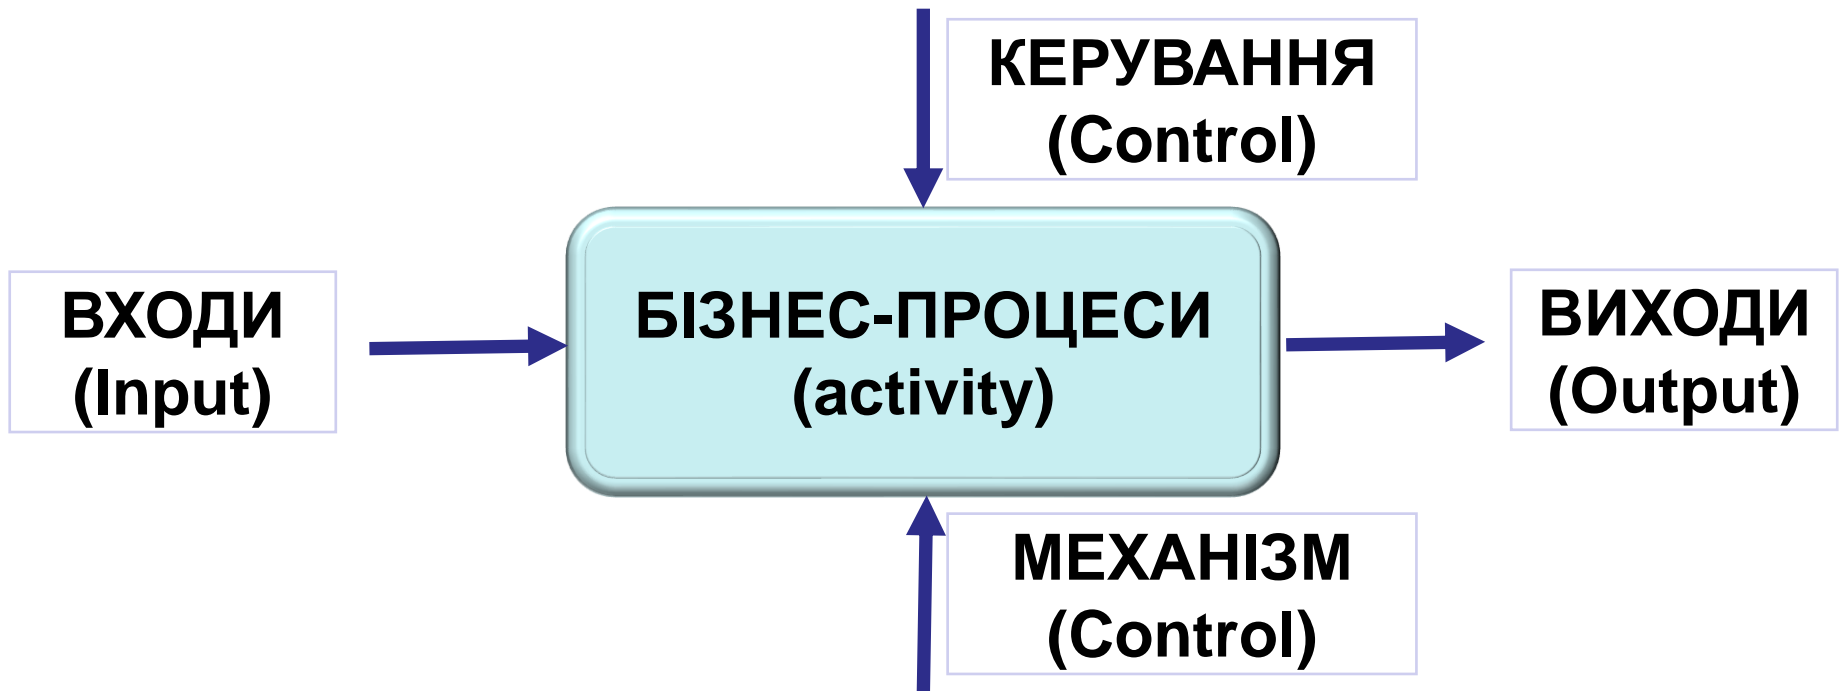 КЕРУВАННЯ
(Control)
ВХОДИ
(Input)
БІЗНЕС-ПРОЦЕСИ
(activity)
ВИХОДИ
(Output)
МЕХАНІЗМ
(Control)